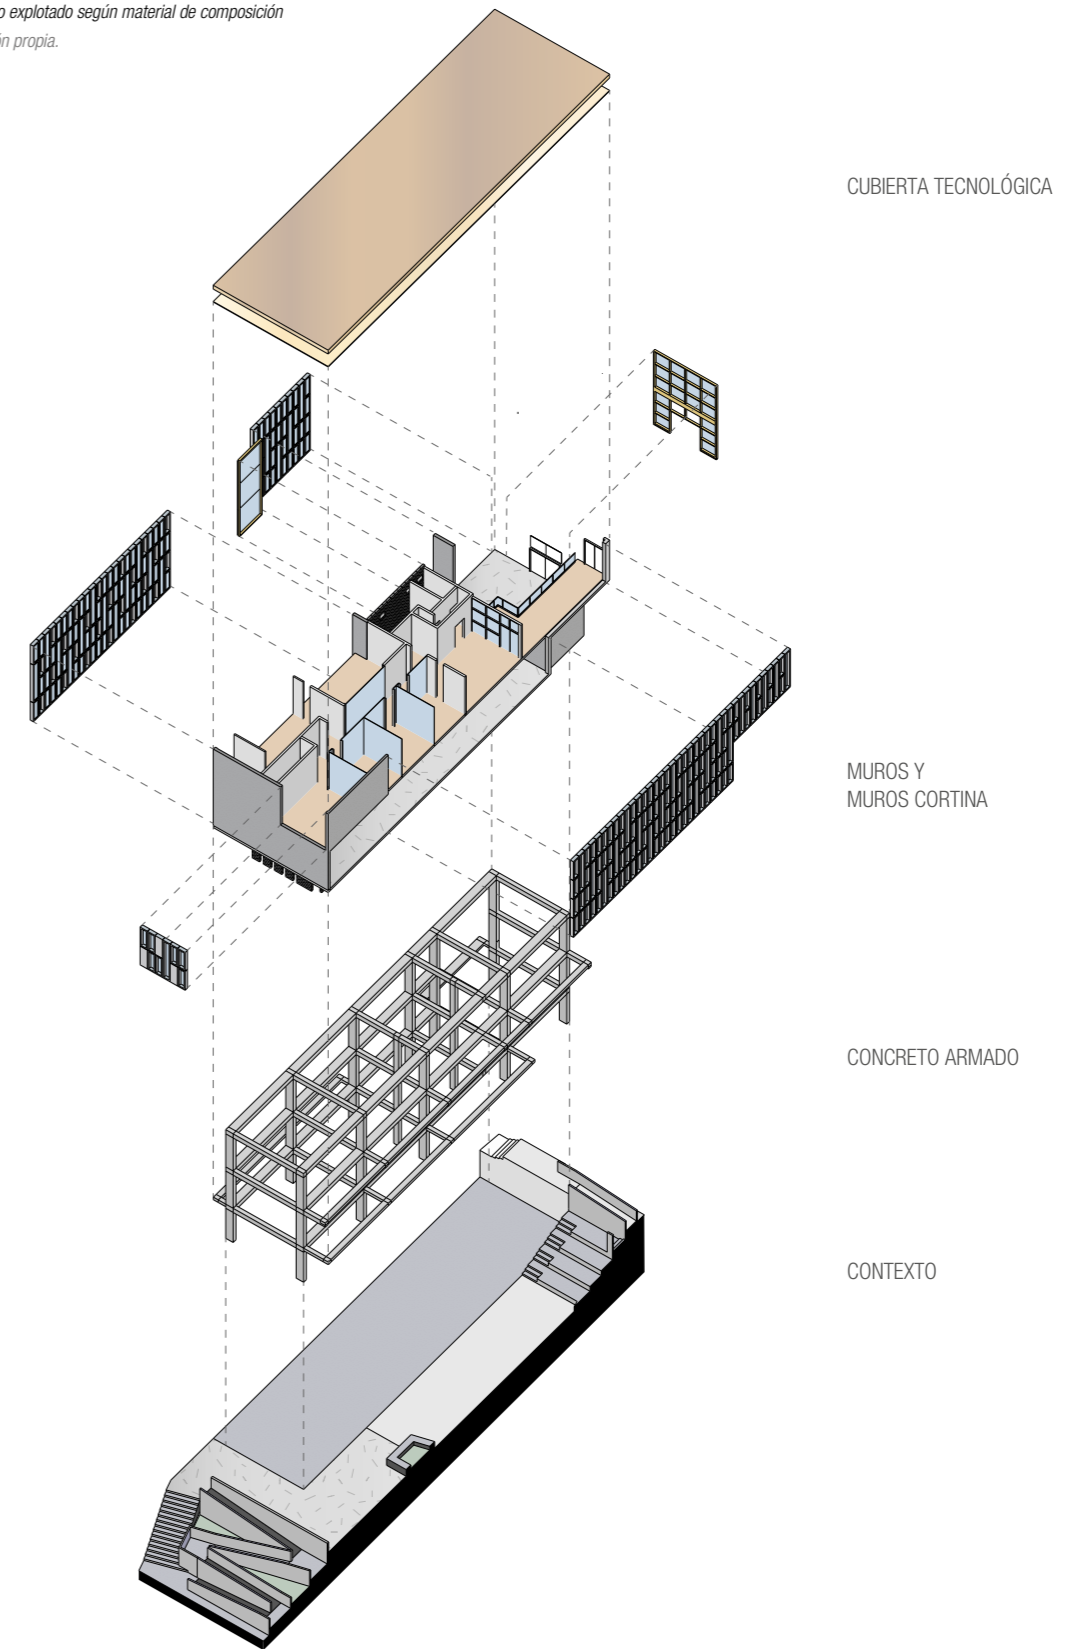 o explotado según material de composición
ón propia.
CUBIERTA TECNOLÓGICA
MUROS Y
MUROS CORTINA
CONCRETO ARMADO
CONTEXTO